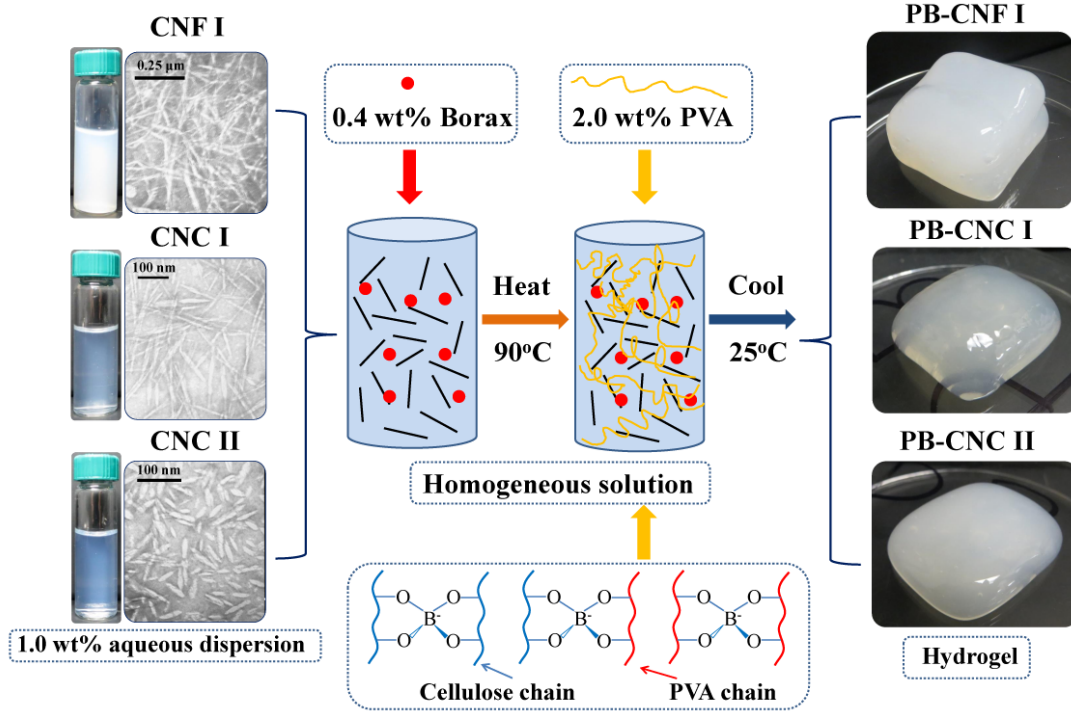 CNF I
0.25 μm
CNC I
100 nm
CNC II
100 nm
1.0 wt% aqueous dispersion
0.4 wt% Borax
2.0 wt% PVA
Heat
90°C
Cool
25°C
Homogeneous solution
O O O O O O
B- B- B-
O O O O O O
Cellulose chain
PVA chain
PB-CNF I
PB-CNC I
PB-CNC II
Hydrogel